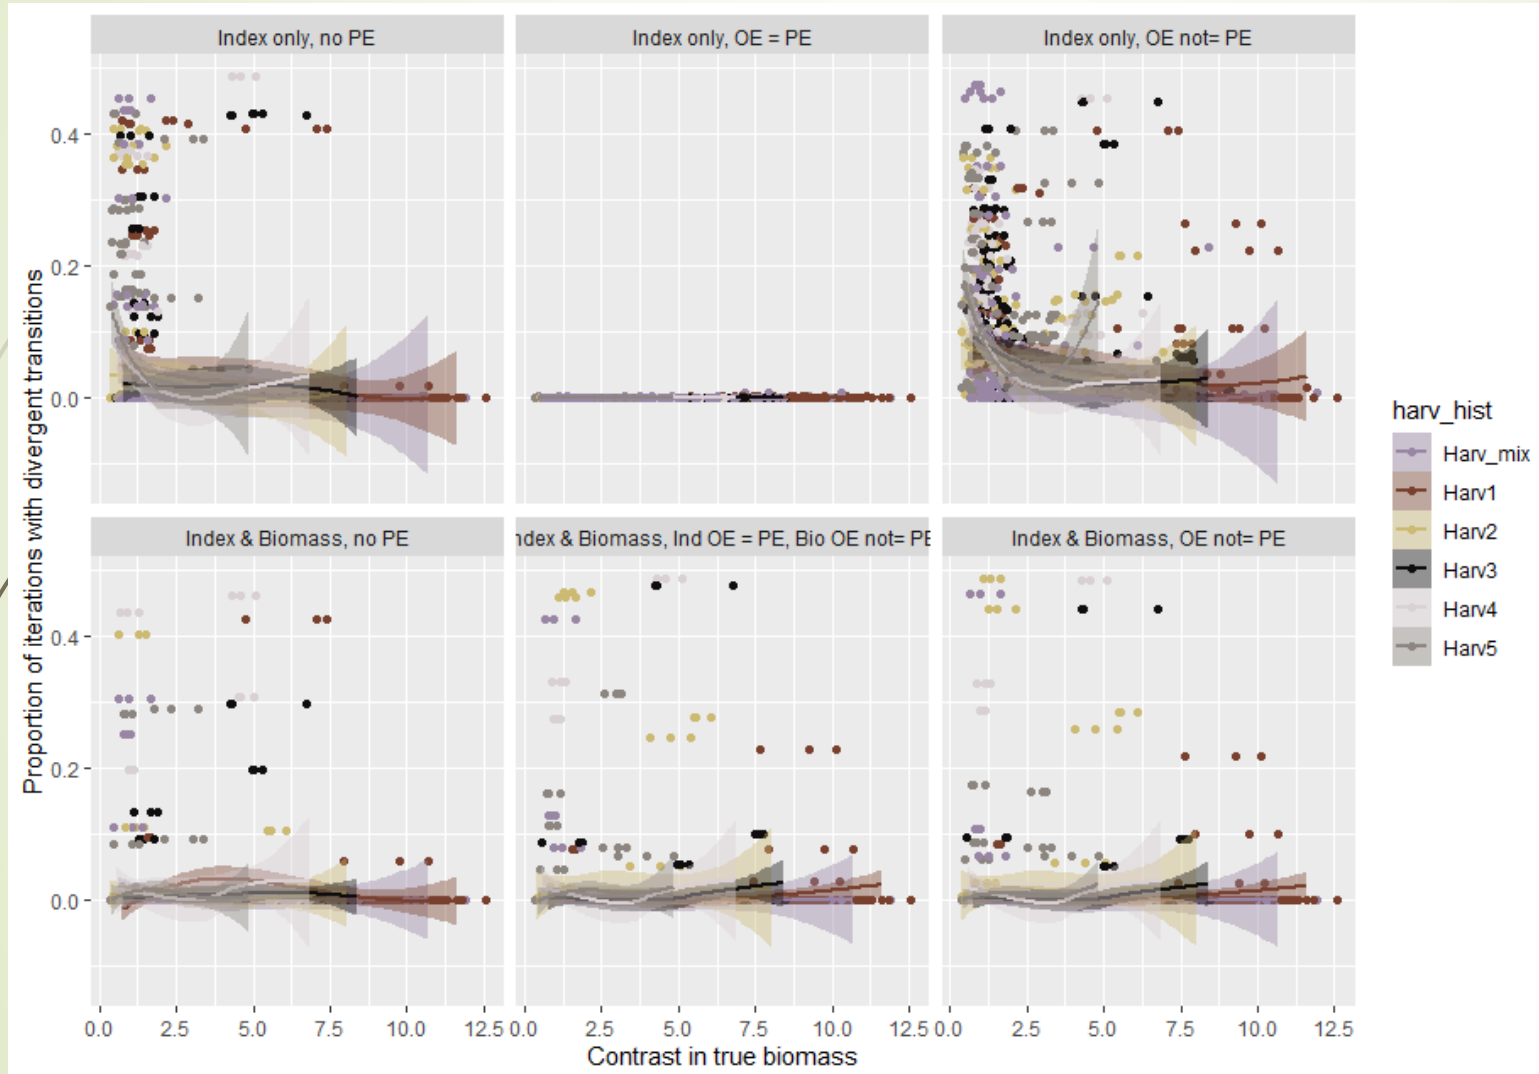 Index only, no PE
Index only, OE = PE
Index only, OE not= PE
0.4
0.2
0.0
Proportion of iterations with divergent transitions
Index & Biomass, no PE
ndex & Biomass, Ind OE = PE, Bio OE not= PE
Index & Biomass, OE not= PE
0.4
0.2
0.0
0.0 2.5 5.0 7.5 10.0 12.5
0.0 2.5 5.0 7.5 10.0 12.5
0.0 2.5 5.0 7.5 10.0 12.5
Contrast in true biomass
harv_hist
Harv_mix
Harv1
Harv2
Harv3
Harv4
Harv5